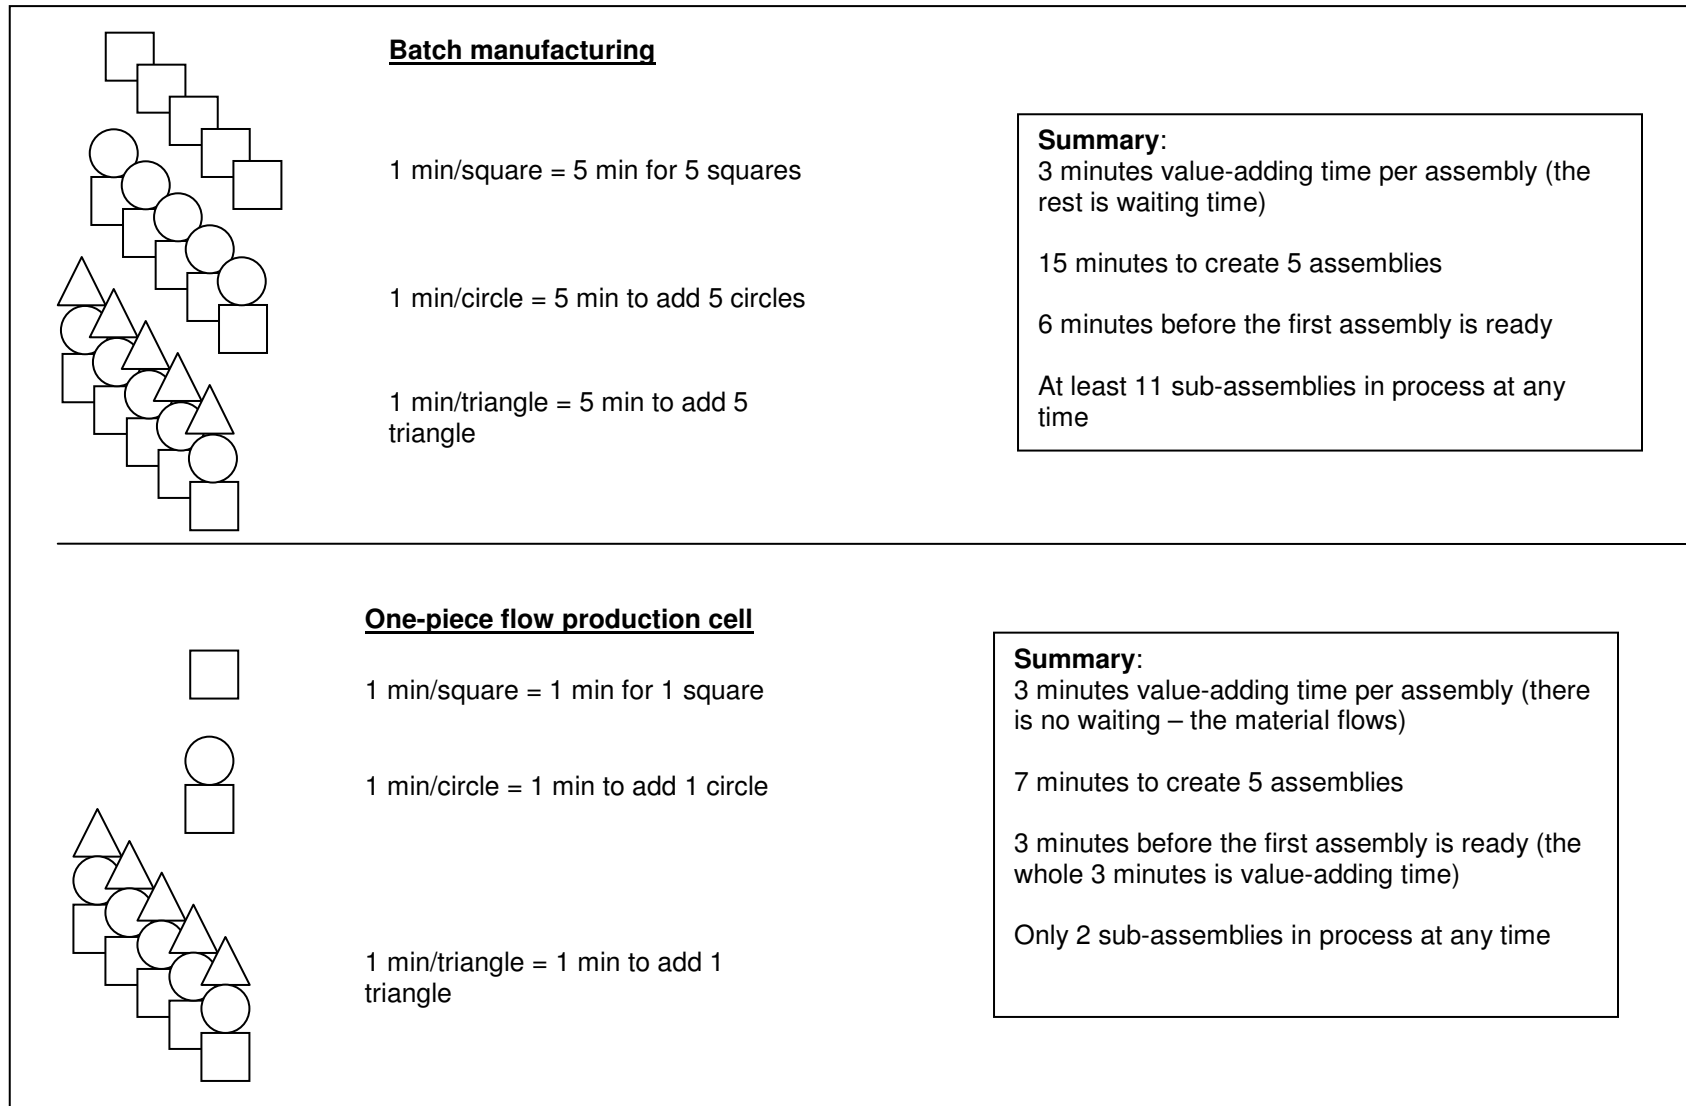 Batch manufacturing
1 min/square = 5 min for 5 squares
1 min/circle = 5 min to add 5 circles
1 min/triangle = 5 min to add 5
triangle
Summary:
3 minutes value-adding time per assembly (the
rest is waiting time)
15 minutes to create 5 assemblies
6 minutes before the first assembly is ready
At least 11 sub-assemblies in process at any
time
One-piece flow production cell
1 min/square = 1 min for 1 square
1 min/circle = 1 min to add 1 circle
1 min/triangle = 1 min to add 1
triangle
Summary:
3 minutes value-adding time per assembly (there
is no waiting – the material flows)
7 minutes to create 5 assemblies
3 minutes before the first assembly is ready (the
whole 3 minutes is value-adding time)
Only 2 sub-assemblies in process at any time